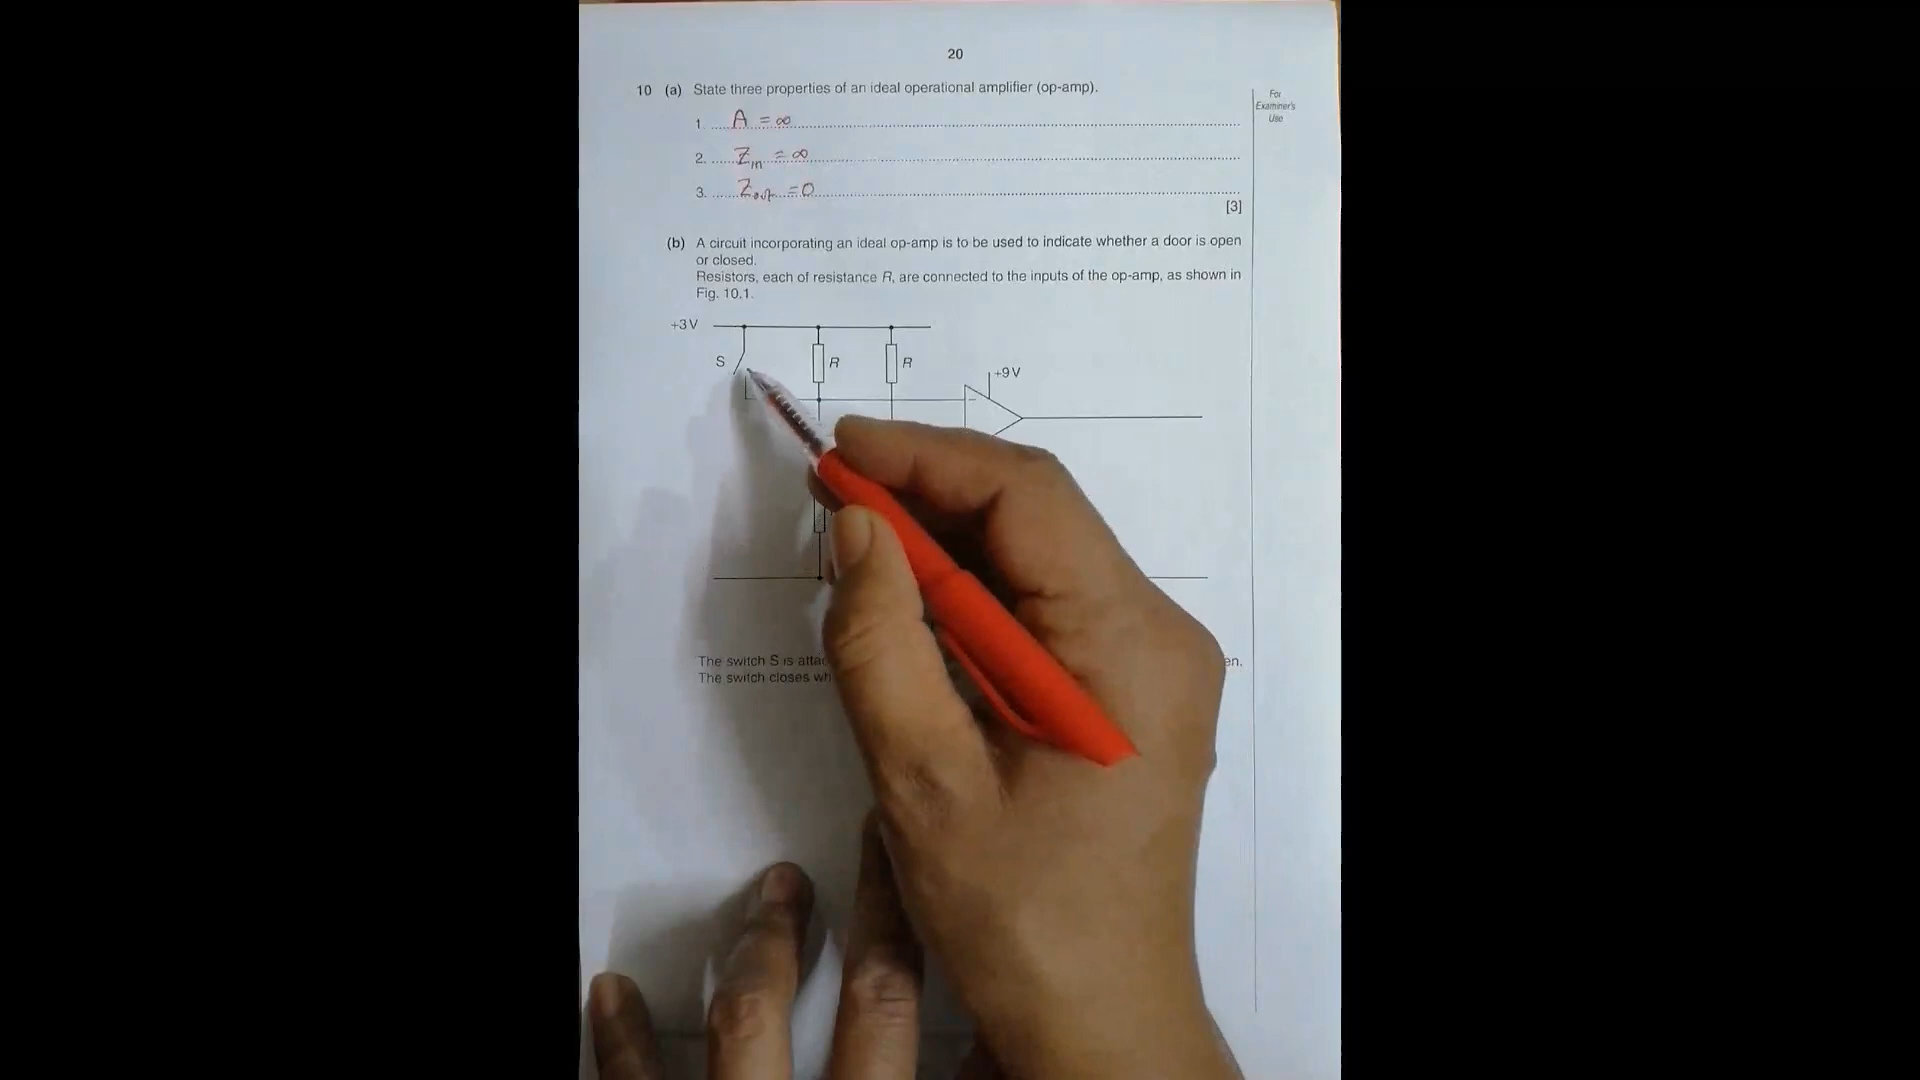 20
For
Examiner's
Use
10 (a) State three properties of an ideal operational amplifier (op-amp).
1. A = ∞
2. Zin = ∞
3. Zout = 0
[3]
(b) A circuit incorporating an ideal op-amp is to be used to indicate whether a door is open
or closed.
Resistors, each of resistance R, are connected to the inputs of the op-amp, as shown in
Fig. 10.1.
+3 V
S R R
+9 V
–
The switch S is
The switch closes